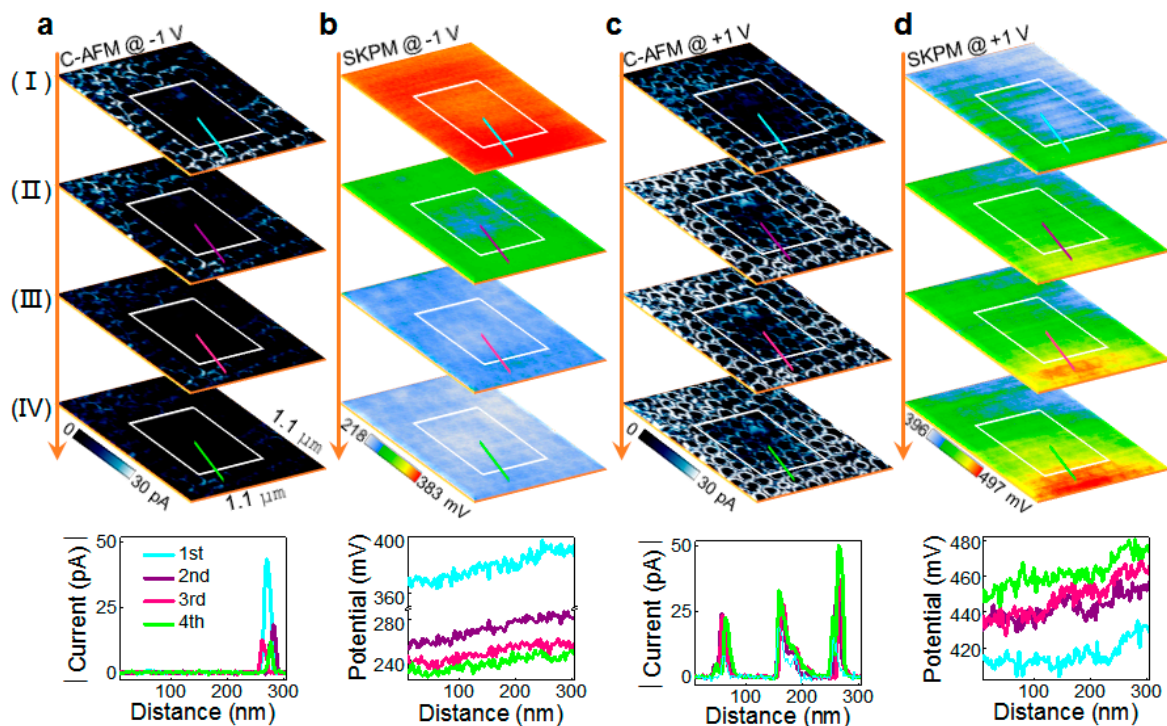 a
b
c
d
C-AFM @ -1 V
SKPM @ -1 V
C-AFM @ +1 V
SKPM @ +1 V
(Ⅰ)
(Ⅱ)
(Ⅲ)
(Ⅳ)
0
30 pA
1.1 μm
1.1 μm
218
383 mV
0
30 pA
396
497 mV
| Current (pA) |
50
25
0
1st
2nd
3rd
4th
100
200
300
Distance (nm)
Potential (mV)
400
360
280
240
100
200
300
Distance (nm)
| Current (pA) |
50
25
0
100
200
300
Distance (nm)
Potential (mV)
480
460
440
420
100
200
300
Distance (nm)